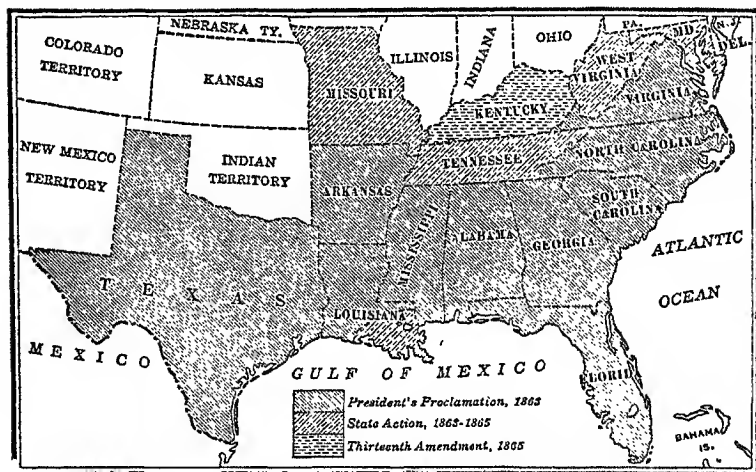 NEBRASKA TY.
COLORADO
TERRITORY
KANSAS
MISSOURI
ILLINOIS
INDIANA
OHIO
PA.
N.J.
MD.
DEL.
WEST
VIRGINIA
VIRGINIA
KENTUCKY
NEW MEXICO
TERRITORY
INDIAN
TERRITORY
ARKANSAS
TENNESSEE
NORTH CAROLINA
SOUTH
CAROLINA
MISSISSIPPI
ALABAMA
GEORGIA
ATLANTIC
OCEAN
TEXAS
LOUISIANA
FLORIDA
MEXICO
GULF OF MEXICO
President's Proclamation, 1863
State Action, 1863-1865
Thirteenth Amendment, 1865
BAHAMA
IS.